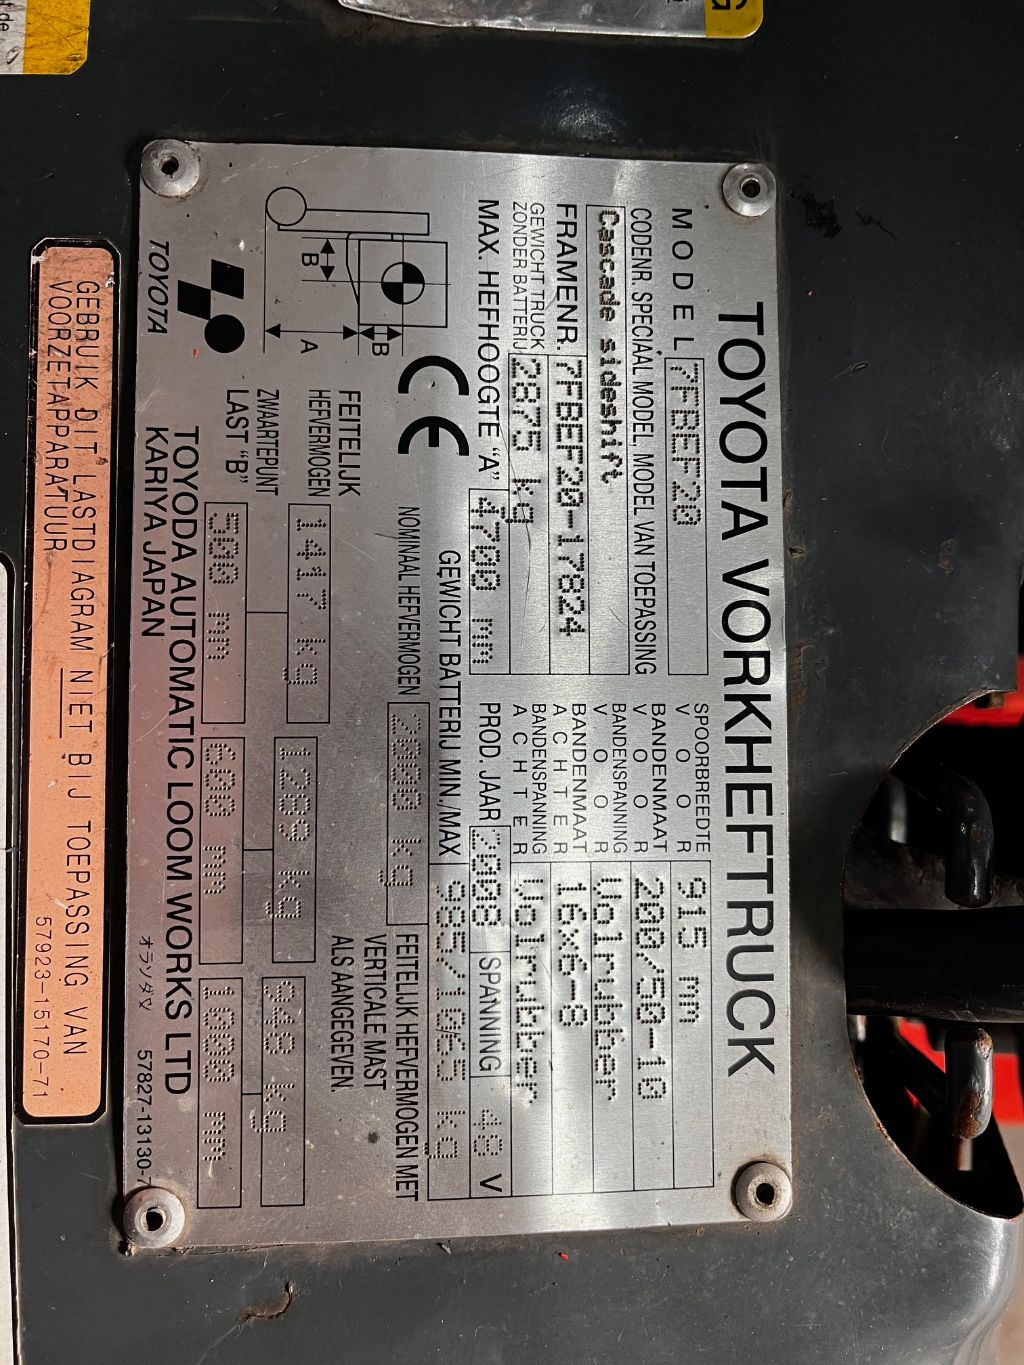 TOYOTA VORKHEFTRUCK
MODEL 7FBEF20
CODENR. SPECIAAL MODEL, MODEL VAN TOEPASSING
Cascade sideshift
FRAMENR. 7FBEF20-17824
GEWICHT TRUCK
ZONDER BATTERIJ 2875 kg
MAX. HEFHOOGTE "A" 4700 mm
SPOORBREEDTE
VOOR 915 mm
BANDENMAAT
VOOR 200/50-10
BANDENSPANNING
VOOR Volrubber
BANDENMAAT
ACHTER 16x6-8
BANDENSPANNING
ACHTER Volrubber
PROD. JAAR 2008 SPANNING 48 V
GEWICHT BATTERIJ MIN./MAX 985/1065 kg
CE
NOMINAAL HEFVERMOGEN 2000 kg
FEITELIJK HEFVERMOGEN MET
VERTICALE MAST
ALS AANGEGEVEN.
FEITELIJK
HEFVERMOGEN 1417 kg 1289 kg 948 kg
ZWARTEPUNT
LAST "B" 500 mm 600 mm 1000 mm
B
A
B
TOYOTA
TOYODA AUTOMATIC LOOM WORKS LTD
KARIYA JAPAN
オランダ文 57827-13130-7
GEBRUIK DIT LASTDIAGRAM NIET BIJ TOEPASSING VAN
VOORZETAPPARATUUR
57923-15170-71